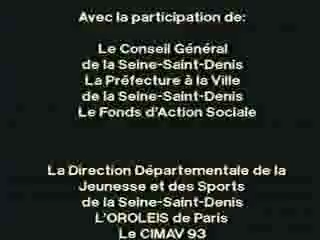 Avec la participation de:
Le Conseil Général
de la Seine-Saint-Denis
La Préfecture à la Ville
de la Seine-Saint-Denis
Le Fonds d'Action Sociale
La Direction Départementale de la
Jeunesse et des Sports
de la Seine-Saint-Denis
L'OROLEIS de Paris
Le CIMAV 93